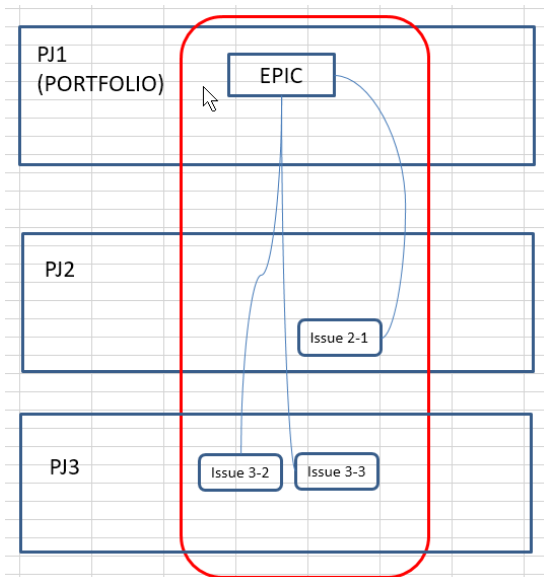 PJ1
(PORTFOLIO)
EPIC
PJ2
Issue 2-1
PJ3
Issue 3-2
Issue 3-3